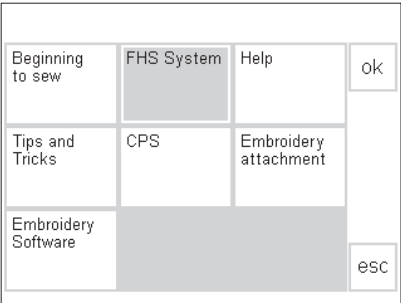 Beginning
to sew
FHS System
Help
ok
Tips and
Tricks
CPS
Embroidery
attachment
Embroidery
Software
esc